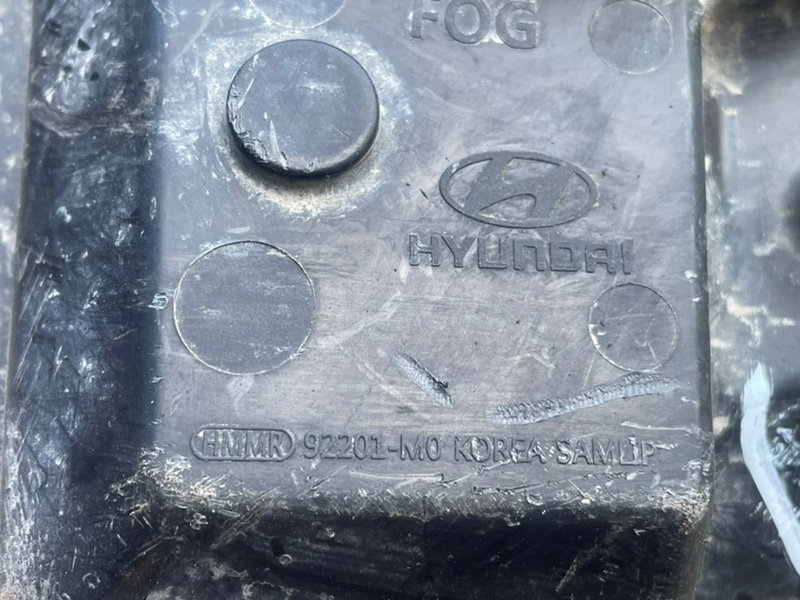 FOG
HYUNDAI
HMMR 92201-M0 KOREA SAMLIP